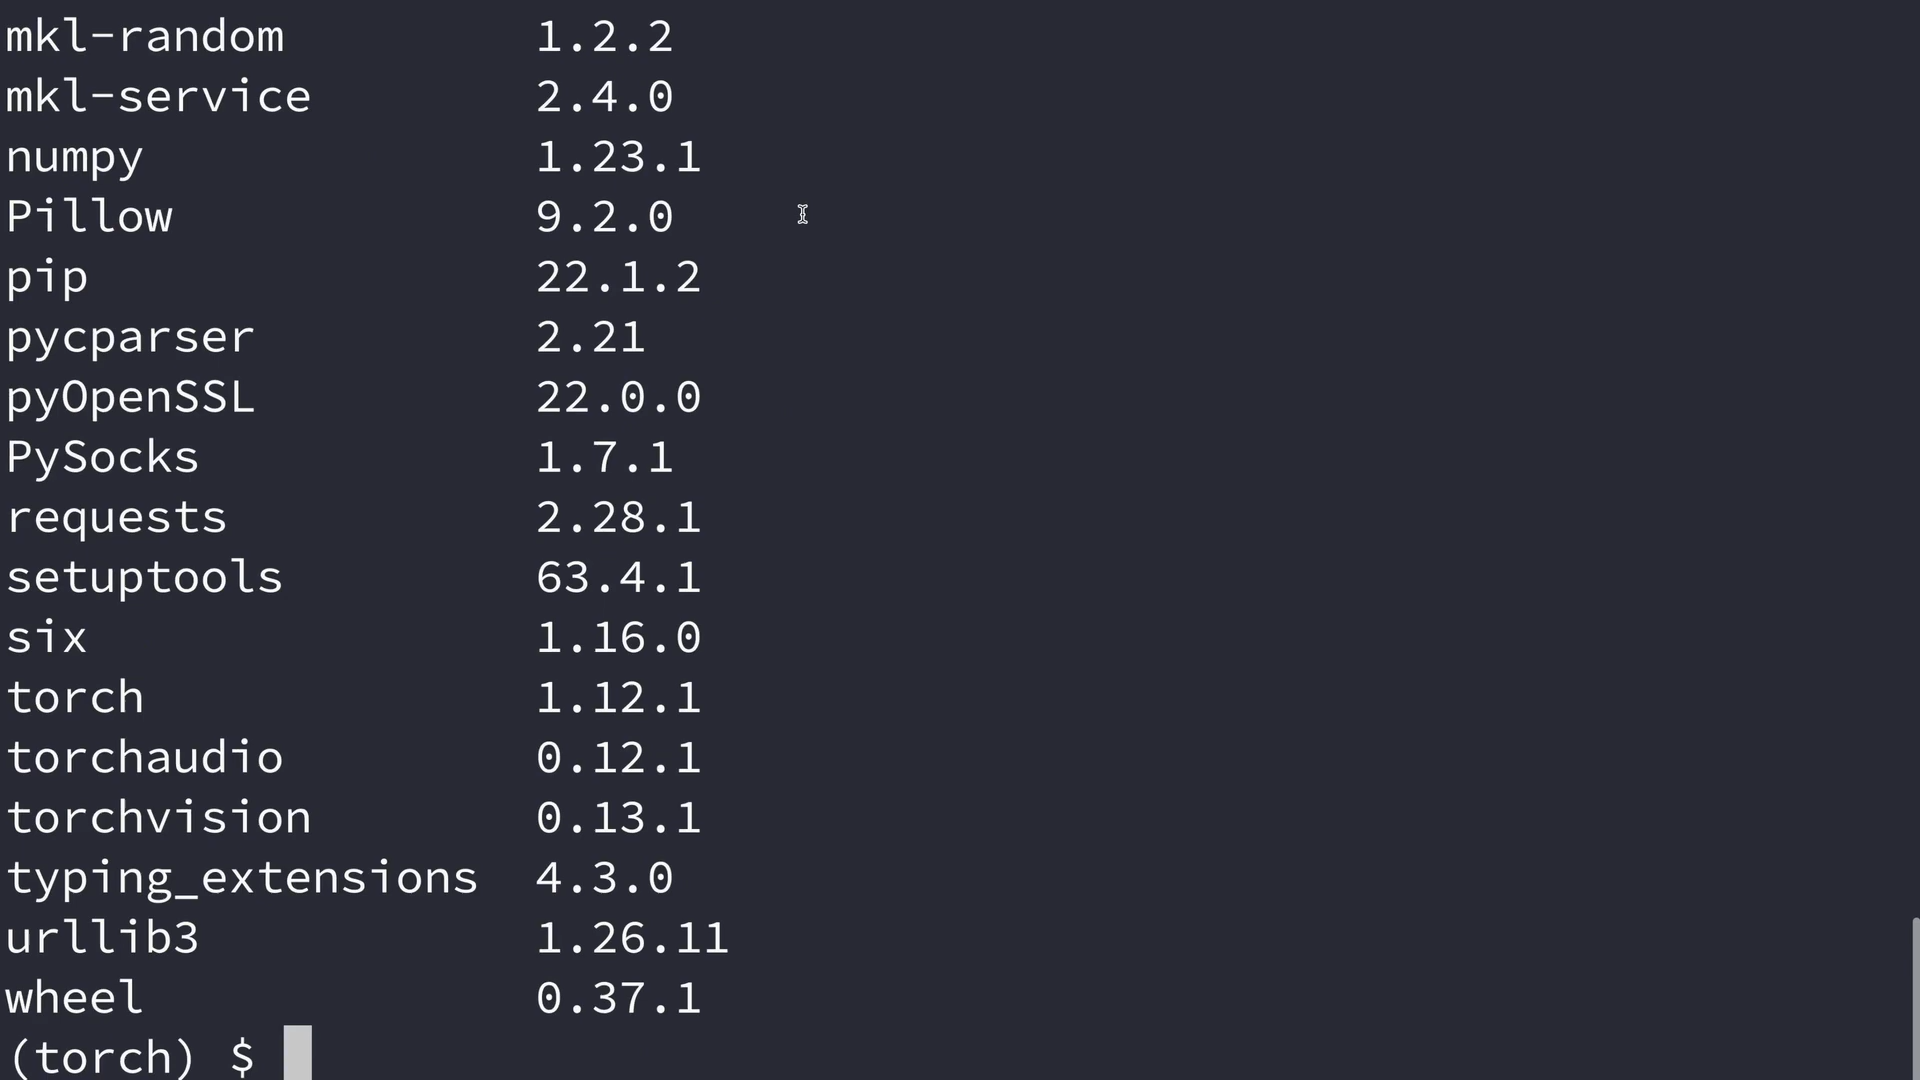 mkl-random 1.2.2
mkl-service 2.4.0
numpy 1.23.1
Pillow 9.2.0
pip 22.1.2
pycparser 2.21
pyOpenSSL 22.0.0
PySocks 1.7.1
requests 2.28.1
setuptools 63.4.1
six 1.16.0
torch 1.12.1
torchaudio 0.12.1
torchvision 0.13.1
typing_extensions 4.3.0
urllib3 1.26.11
wheel 0.37.1
(torch) $